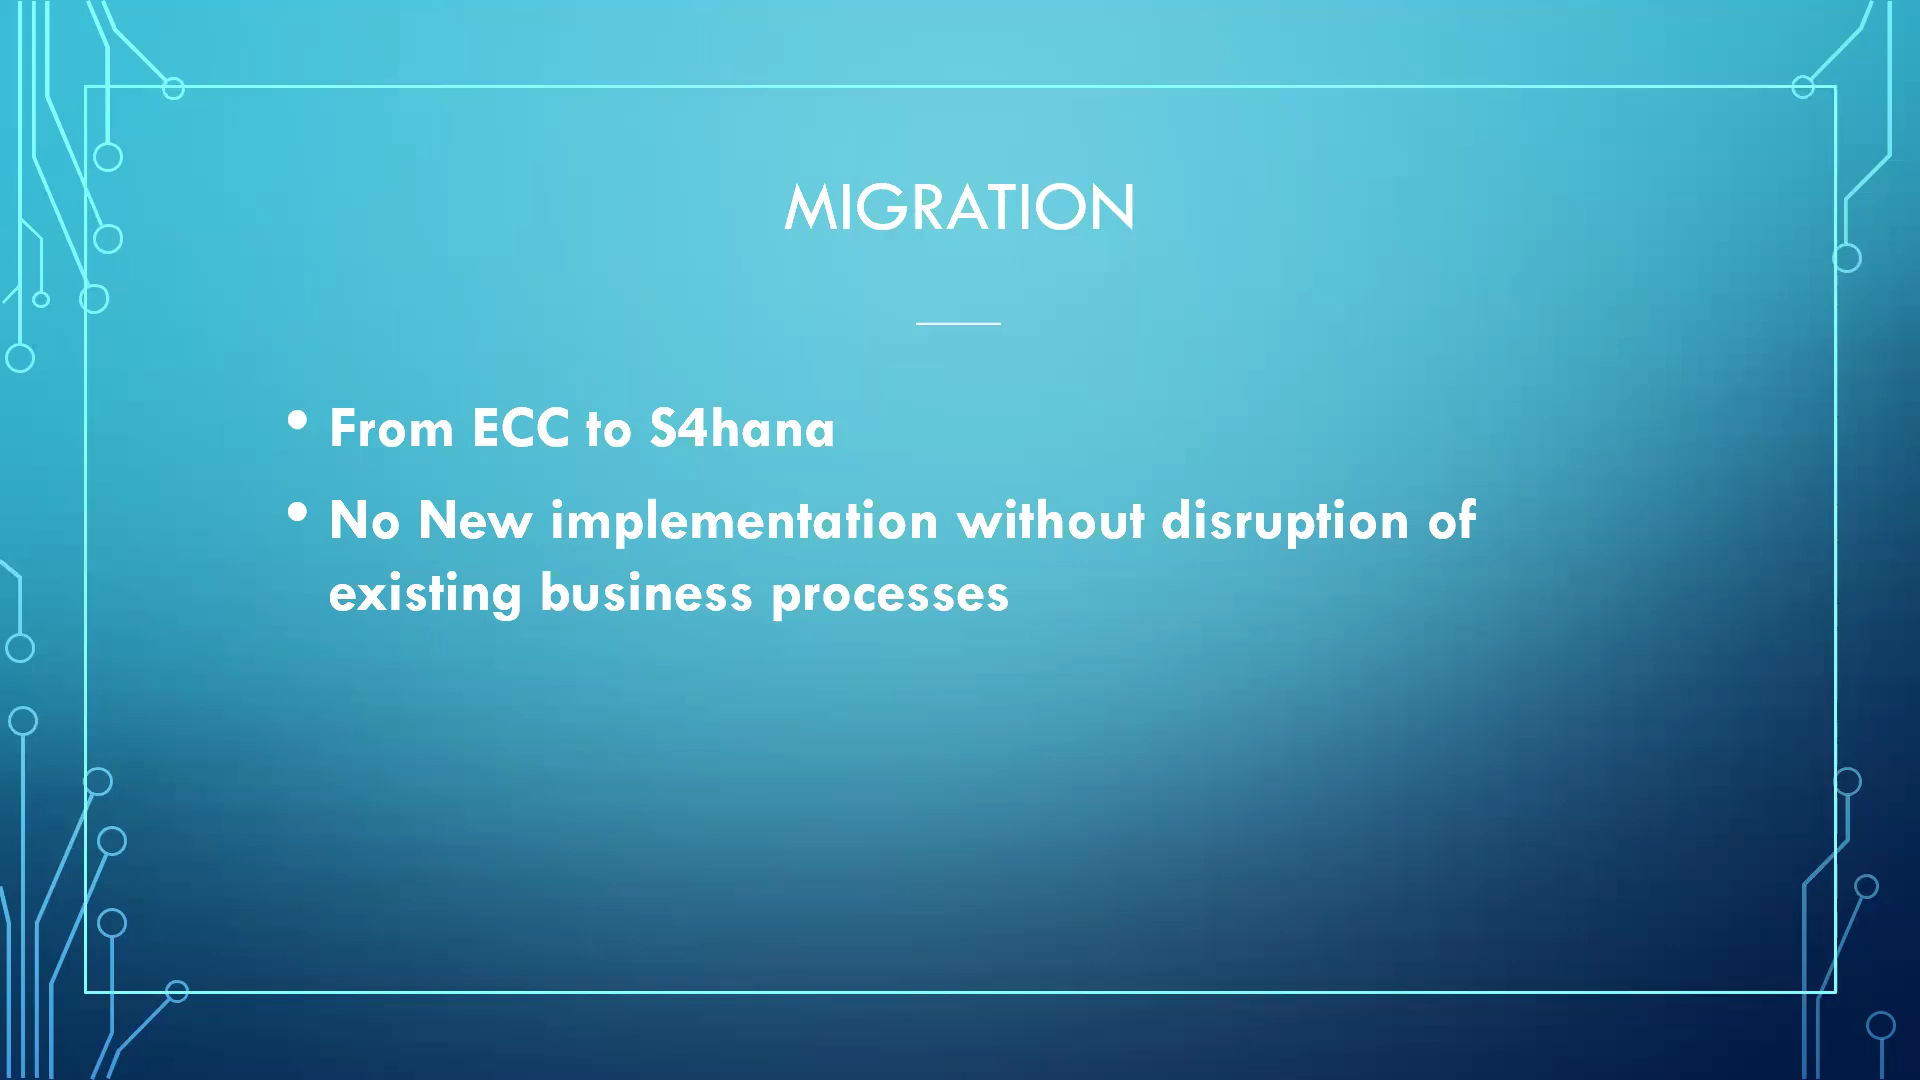 MIGRATION
• From ECC to S4hana
• No New implementation without disruption of
existing business processes